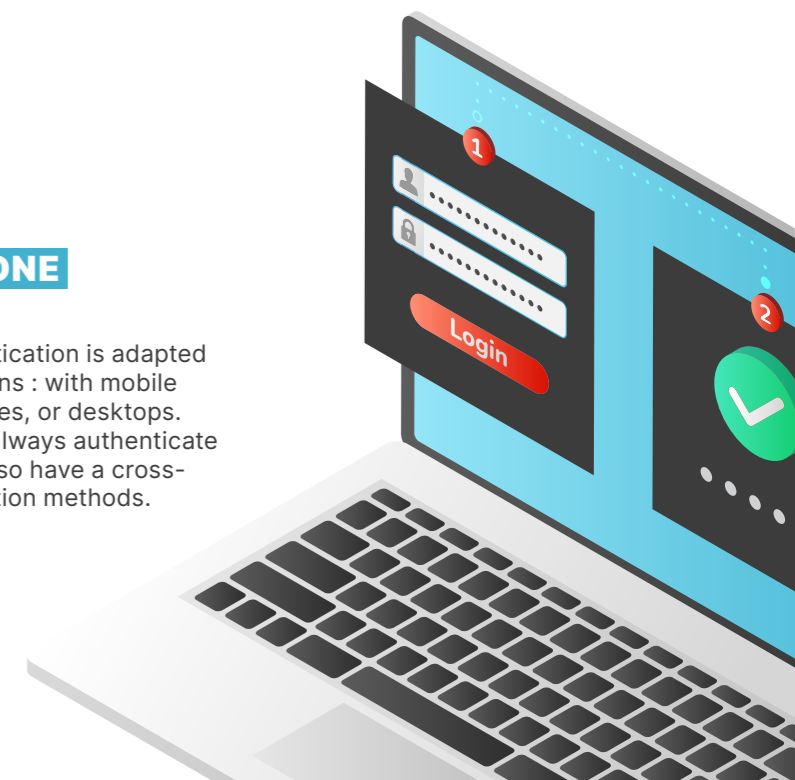 ONE
tication is adapted
ns : with mobile
es, or desktops.
lways authenticate
so have a cross-
tion methods.
1
Login
2